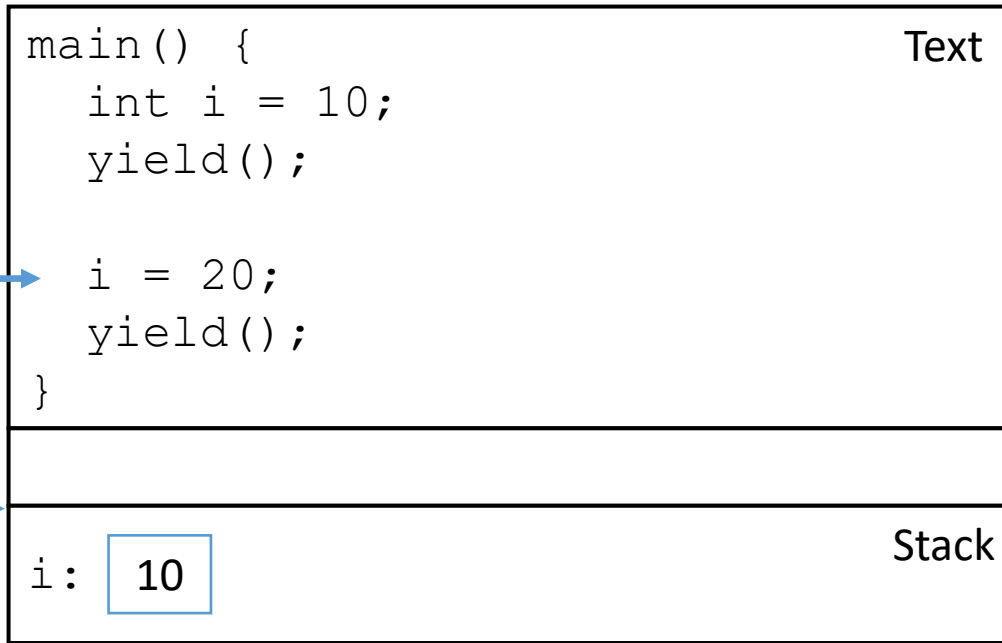 main() {
Text
int i = 10;
yield();
i = 20;
yield();
}
Stack
i: 10